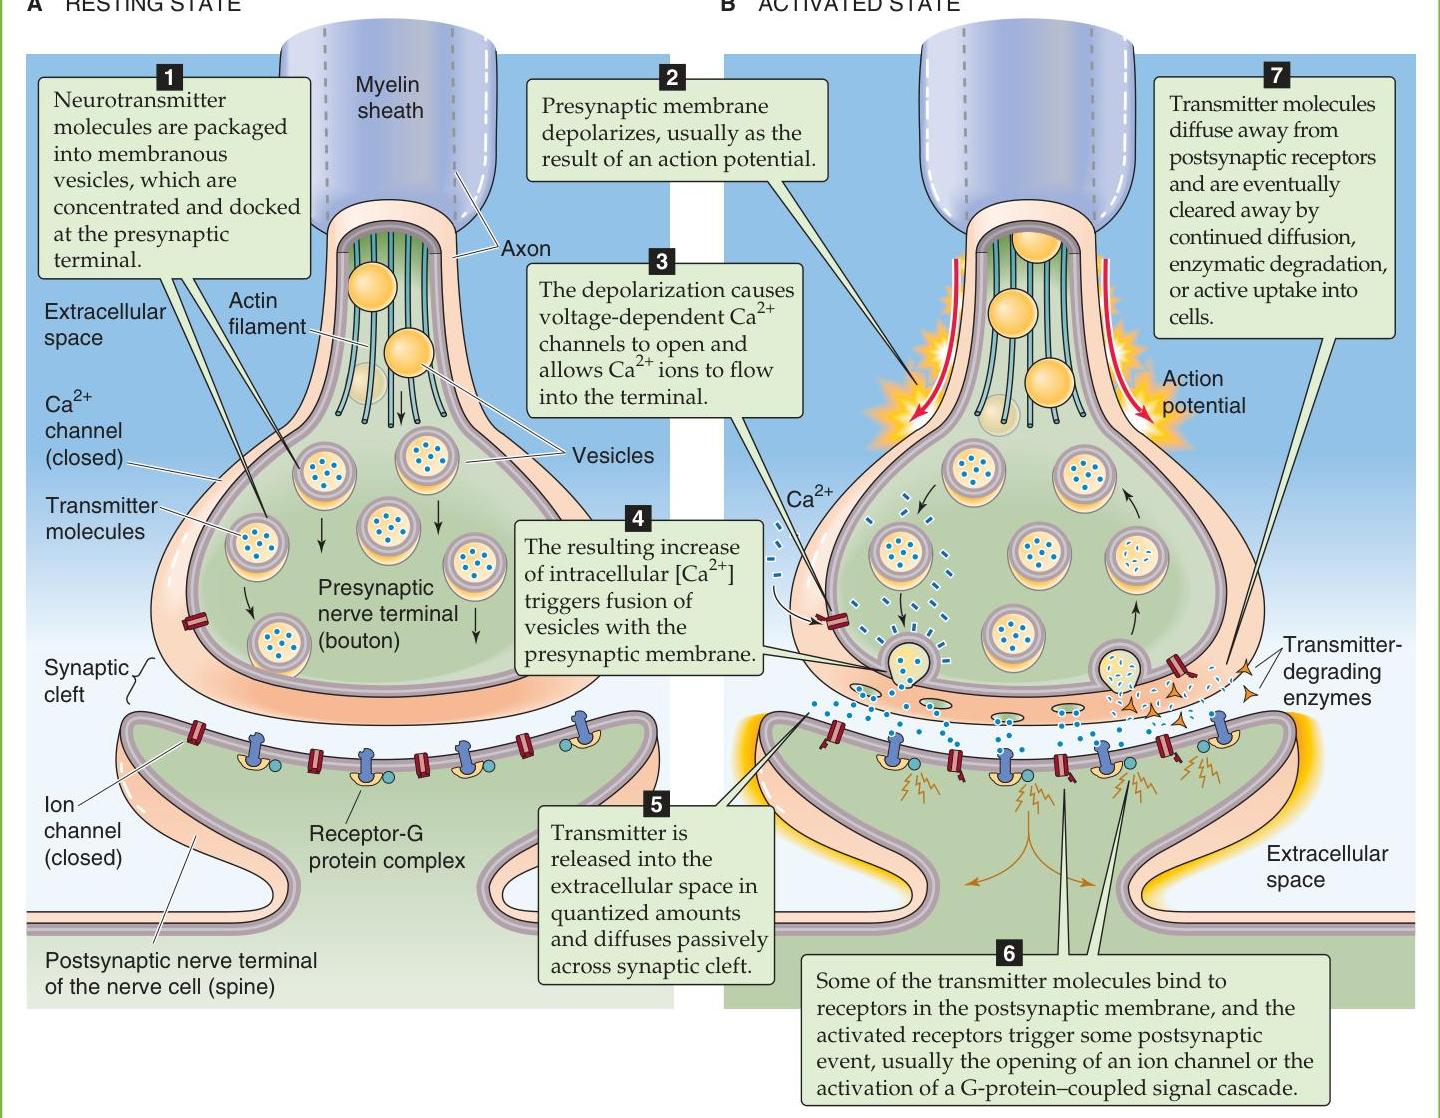 A RESTING STATE
B ACTIVATED STATE
1
Neurotransmitter
molecules are packaged
into membranous
vesicles, which are
concentrated and docked
at the presynaptic
terminal.
Myelin
sheath
Axon
Extracellular
space
Actin
filament
Ca2+
channel
(closed)
Vesicles
Transmitter
molecules
Presynaptic
nerve terminal
(bouton)
Synaptic
cleft
Ion
channel
(closed)
Receptor-G
protein complex
Postsynaptic nerve terminal
of the nerve cell (spine)
2
Presynaptic membrane
depolarizes, usually as the
result of an action potential.
3
The depolarization causes
voltage-dependent Ca2+
channels to open and
allows Ca2+ ions to flow
into the terminal.
4
The resulting increase
of intracellular [Ca2+]
triggers fusion of
vesicles with the
presynaptic membrane.
5
Transmitter is
released into the
extracellular space in
quantized amounts
and diffuses passively
across synaptic cleft.
Ca2+
7
Transmitter molecules
diffuse away from
postsynaptic receptors
and are eventually
cleared away by
continued diffusion,
enzymatic degradation,
or active uptake into
cells.
Action
potential
Transmitter-
degrading
enzymes
Extracellular
space
6
Some of the transmitter molecules bind to
receptors in the postsynaptic membrane, and the
activated receptors trigger some postsynaptic
event, usually the opening of an ion channel or the
activation of a G-protein–coupled signal cascade.